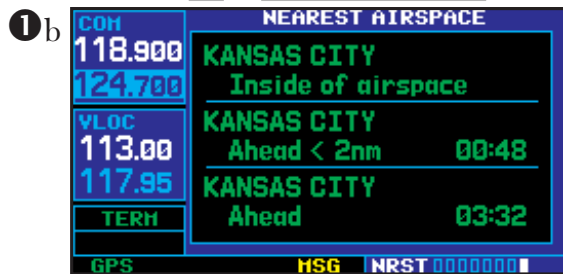 ❶b
COM
118.900
124.700
VLOC
113.00
117.95
TERM
GPS
NEAREST AIRSPACE
KANSAS CITY
Inside of airspace
KANSAS CITY
Ahead < 2nm 00:48
KANSAS CITY
Ahead 03:32
MSG NRST